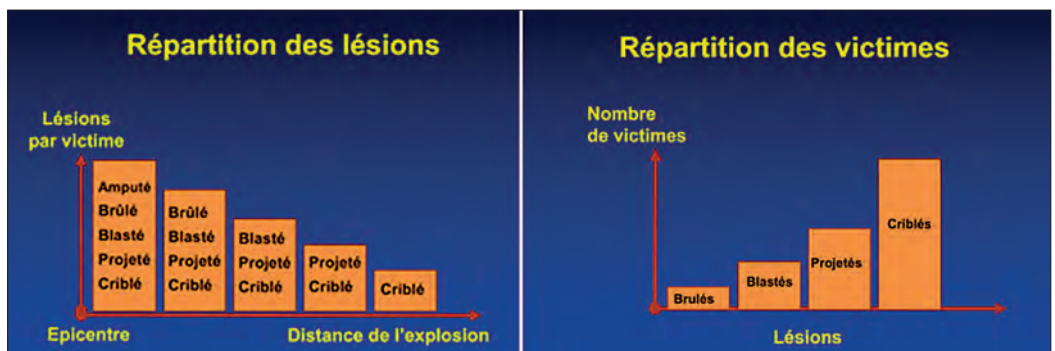 Répartition des lésions
Lésions
par victime
Amputé
Brûlé
Blasté
Projeté
Criblé
Brûlé
Blasté
Projeté
Criblé
Blasté
Projeté
Criblé
Projeté
Criblé
Criblé
Epicentre
Distance de l'explosion
Répartition des victimes
Nombre
de victimes
Brulés
Blastés
Projetés
Criblés
Lésions